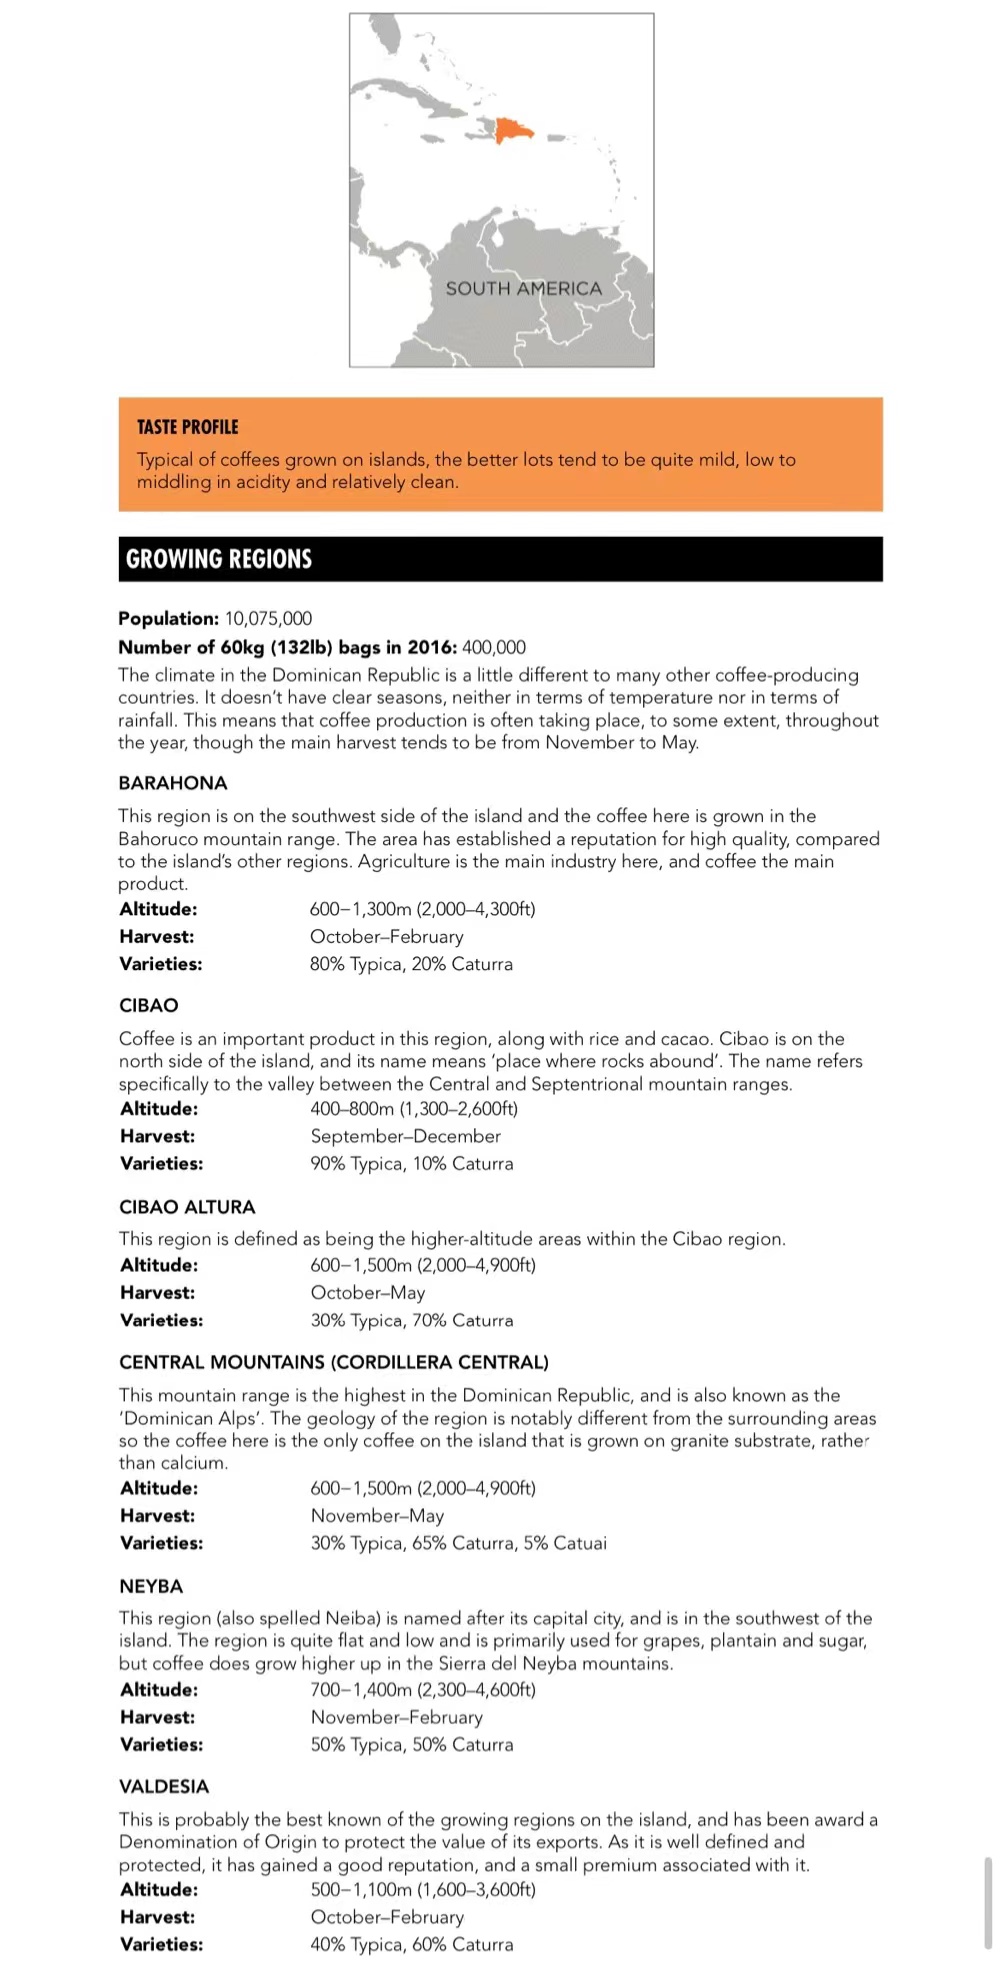 SOUTH AMERICA
TASTE PROFILE
Typical of coffees grown on islands, the better lots tend to be quite mild, low to
middling in acidity and relatively clean.
GROWING REGIONS
Population: 10,075,000
Number of 60kg (132lb) bags in 2016: 400,000
The climate in the Dominican Republic is a little different to many other coffee-producing
countries. It doesn't have clear seasons, neither in terms of temperature nor in terms of
rainfall. This means that coffee production is often taking place, to some extent, throughout
the year, though the main harvest tends to be from November to May.
BARAHONA
This region is on the southwest side of the island and the coffee here is grown in the
Bahoruco mountain range. The area has established a reputation for high quality, compared
to the island's other regions. Agriculture is the main industry here, and coffee the main
product.
Altitude: 600–1,300m (2,000–4,300ft)
Harvest: October–February
Varieties: 80% Typica, 20% Caturra
CIBAO
Coffee is an important product in this region, along with rice and cacao. Cibao is on the
north side of the island, and its name means 'place where rocks abound'. The name refers
specifically to the valley between the Central and Septentrional mountain ranges.
Altitude: 400–800m (1,300–2,600ft)
Harvest: September–December
Varieties: 90% Typica, 10% Caturra
CIBAO ALTURA
This region is defined as being the higher-altitude areas within the Cibao region.
Altitude: 600–1,500m (2,000–4,900ft)
Harvest: October–May
Varieties: 30% Typica, 70% Caturra
CENTRAL MOUNTAINS (CORDILLERA CENTRAL)
This mountain range is the highest in the Dominican Republic, and is also known as the
'Dominican Alps'. The geology of the region is notably different from the surrounding areas
so the coffee here is the only coffee on the island that is grown on granite substrate, rather
than calcium.
Altitude: 600–1,500m (2,000–4,900ft)
Harvest: November–May
Varieties: 30% Typica, 65% Caturra, 5% Catuai
NEYBA
This region (also spelled Neiba) is named after its capital city, and is in the southwest of the
island. The region is quite flat and low and is primarily used for grapes, plantain and sugar,
but coffee does grow higher up in the Sierra del Neyba mountains.
Altitude: 700–1,400m (2,300–4,600ft)
Harvest: November–February
Varieties: 50% Typica, 50% Caturra
VALDESIA
This is probably the best known of the growing regions on the island, and has been award a
Denomination of Origin to protect the value of its exports. As it is well defined and
protected, it has gained a good reputation, and a small premium associated with it.
Altitude: 500–1,100m (1,600–3,600ft)
Harvest: October–February
Varieties: 40% Typica, 60% Caturra